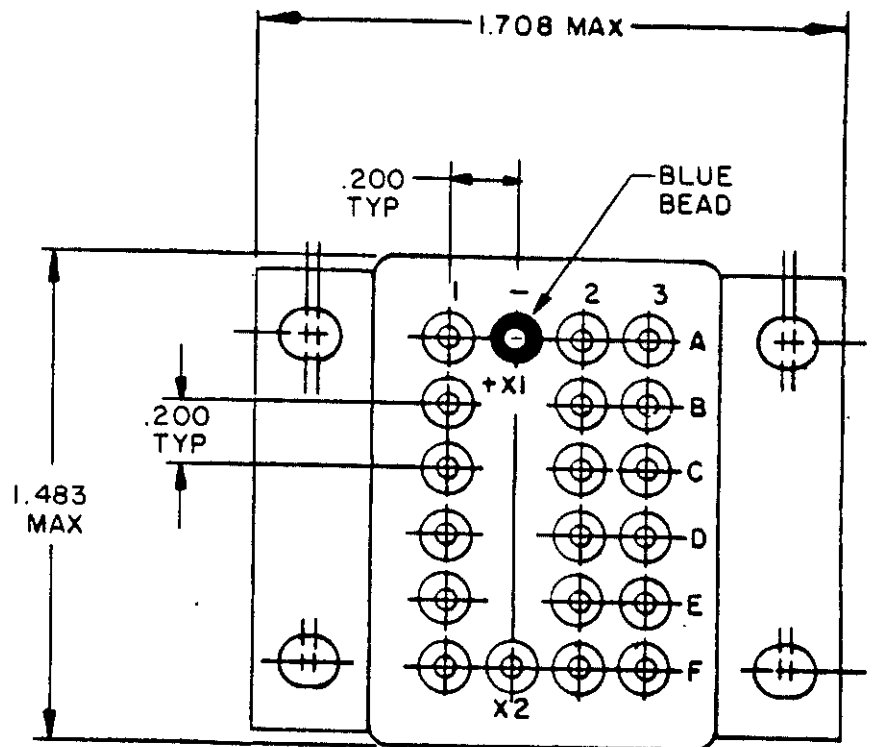 1.708 MAX
.200
TYP
BLUE
BEAD
1 - 2 3
A
+X1
B
.200
TYP
C
1.483
MAX
D
E
F
X2